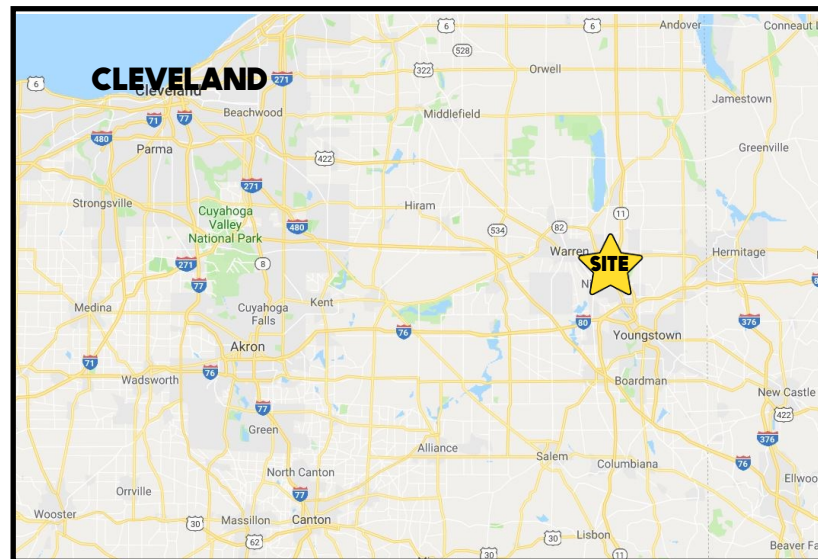 6
6
Andover
Conneaut L
528
322
Orwell
CLEVELAND
Cleveland
271
6
Jamestown
Beachwood
Middlefield
71
77
480
Parma
Greenville
422
271
Strongsville
Cuyahoga
Valley
National Park
Hiram
11
480
534
82
Warren
Hermitage
SITE
271
8
N
77
Medina
Cuyahoga
Falls
Kent
80
376
76
Youngstown
Akron
71
76
Wadsworth
Boardman
New Castle
77
422
Green
376
Alliance
Salem
Columbiana
76
North Canton
Ellwoo
Orrville
77
Wooster
30
Massillon
Canton
62
30
Lisbon
30
11
Beaver Fa